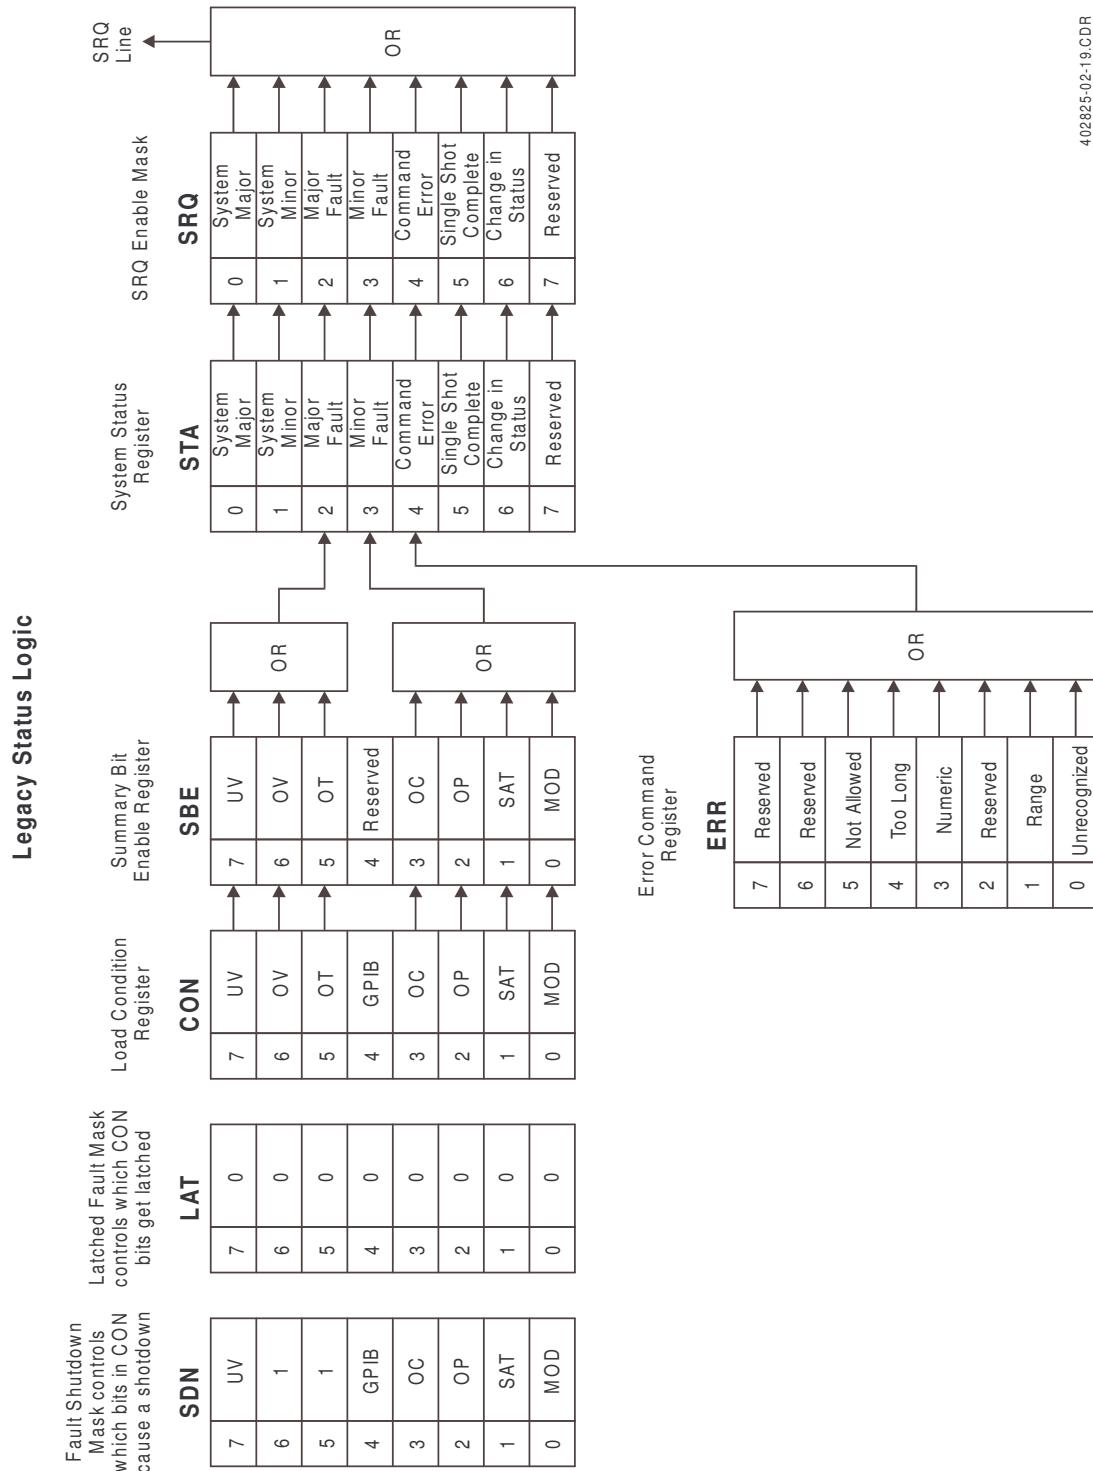 Legacy Status Logic
Fault Shutdown
Mask controls
which bits in CON
cause a shotdown
SDN
7 UV
6 1
5 1
4 GPIB
3 OC
2 OP
1 SAT
0 MOD
Latched Fault Mask
controls which CON
bits get latched
LAT
7 0
6 0
5 0
4 0
3 0
2 0
1 0
0 0
Load Condition
Register
CON
7 UV
6 OV
5 OT
4 GPIB
3 OC
2 OP
1 SAT
0 MOD
Summary Bit
Enable Register
SBE
7 UV
6 OV
5 OT
4 Reserved
3 OC
2 OP
1 SAT
0 MOD
OR
OR
System Status
Register
STA
0 System
Major
1 System
Minor
2 Major
Fault
3 Minor
Fault
4 Command
Error
5 Single Shot
Complete
6 Change in
Status
7 Reserved
SRQ Enable Mask
SRQ
0 System
Major
1 System
Minor
2 Major
Fault
3 Minor
Fault
4 Command
Error
5 Single Shot
Complete
6 Change in
Status
7 Reserved
SRQ
Line
OR
Error Command
Register
ERR
7 Reserved
6 Reserved
5 Not Allowed
4 Too Long
3 Numeric
2 Reserved
1 Range
0 Unrecognized
OR
402825-02-19.CDR